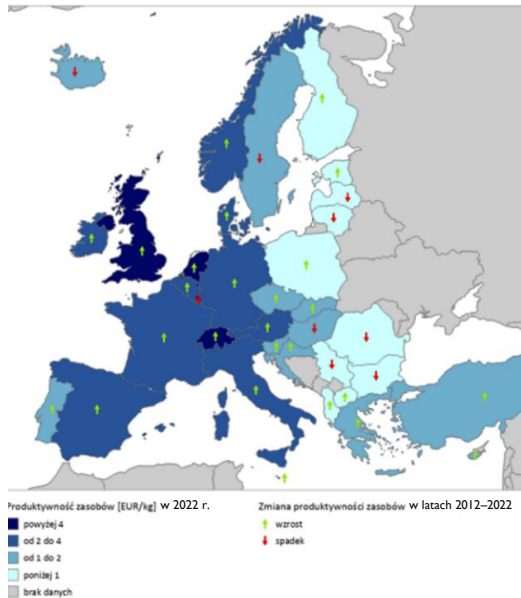 Produktywność zasobów [EUR/kg] w 2022 r.
powyżej 4
od 2 do 4
od 1 do 2
poniżej 1
brak danych
Zmiana produktywności zasobów w latach 2012–2022
wzrost
spadek